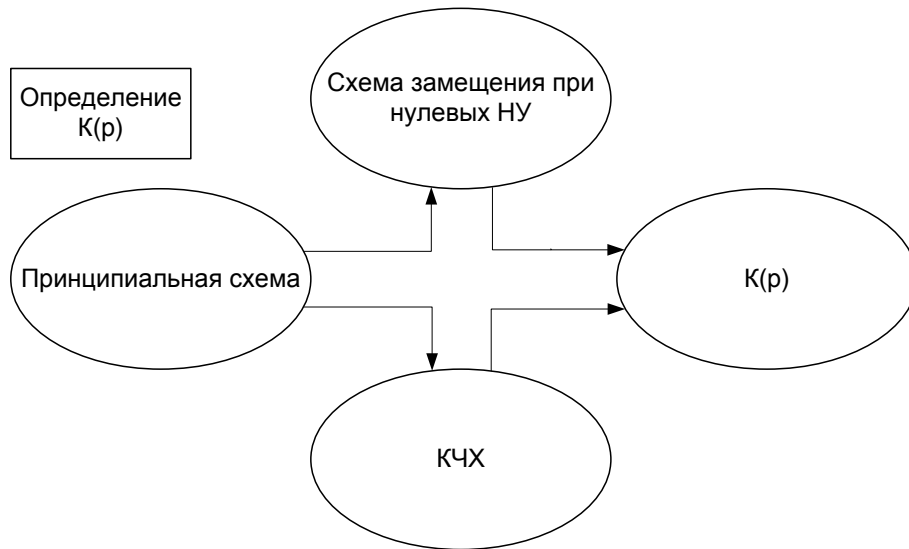 Схема замещения при
нулевых НУ
Определение
К(р)
Принципиальная схема
К(р)
КЧХ